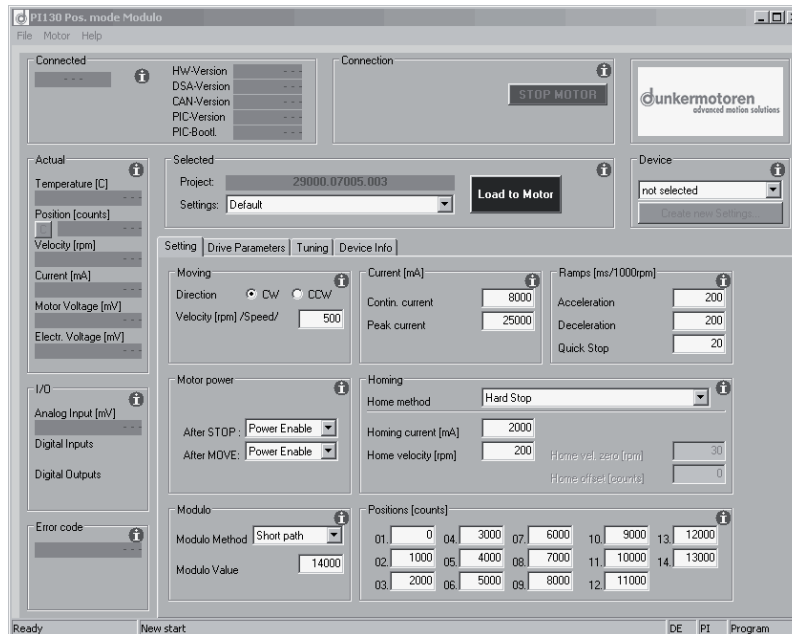 PI130 Pos. mode Modulo
File Motor Help
Connected
- - -
HW-Version - - -
DSA-Version - - -
CAN-Version - - -
PIC-Version - - -
PIC-Bootl. - - -
Connection
STOP MOTOR
dunkermotoren
advanced motion solutions
Actual
Temperature [C]
- - -
Position [counts]
C - - -
Velocity [rpm]
- - -
Current [mA]
- - -
Motor Voltage [mV]
- - -
Electr. Voltage [mV]
- - -
Selected
Project: 29000.07005.003
Settings: Default
Load to Motor
Device
not selected
Create new Settings...
Setting Drive Parameters Tuning Device Info
Moving
Direction CW CCW
Velocity [rpm] /Speed/ 500
Current [mA]
Contin. current 8000
Peak current 25000
Ramps [ms/1000rpm]
Acceleration 200
Deceleration 200
Quick Stop 20
I/O
Analog Input [mV]
- - -
Digital Inputs
Digital Outputs
Motor power
After STOP : Power Enable
After MOVE: Power Enable
Homing
Home method Hard Stop
Homing current [mA] 2000
Home velocity [rpm] 200
Home vel. zero [rpm] 30
Home offset [counts] 0
Error code
- - -
Modulo
Modulo Method Short path
Modulo Value 14000
Positions [counts]
01. 0 04. 3000 07. 6000 10. 9000 13. 12000
02. 1000 05. 4000 08. 7000 11. 10000 14. 13000
03. 2000 06. 5000 09. 8000 12. 11000
Ready New start DE PI Program